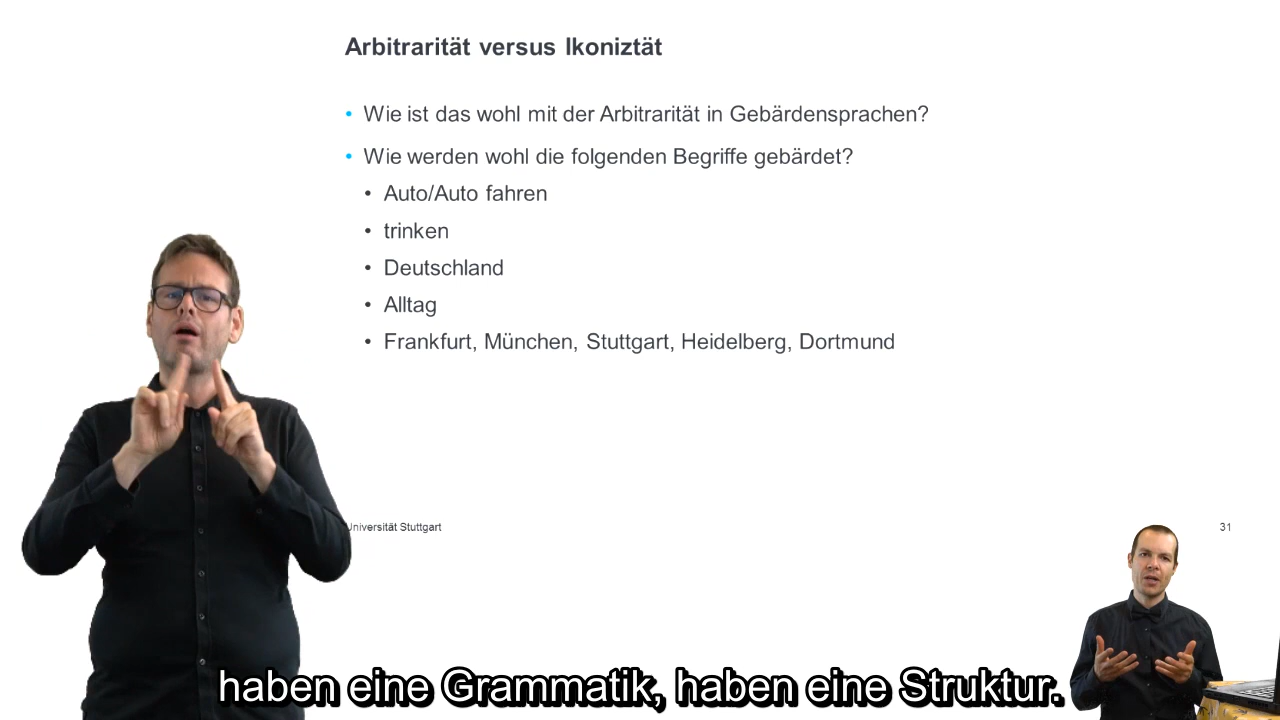 Arbitrarität versus Ikoniztät
• Wie ist das wohl mit der Arbitrarität in Gebärdensprachen?
• Wie werden wohl die folgenden Begriffe gebärdet?
• Auto/Auto fahren
• trinken
• Deutschland
• Alltag
• Frankfurt, München, Stuttgart, Heidelberg, Dortmund
Universität Stuttgart
31
haben eine Grammatik, haben eine Struktur.